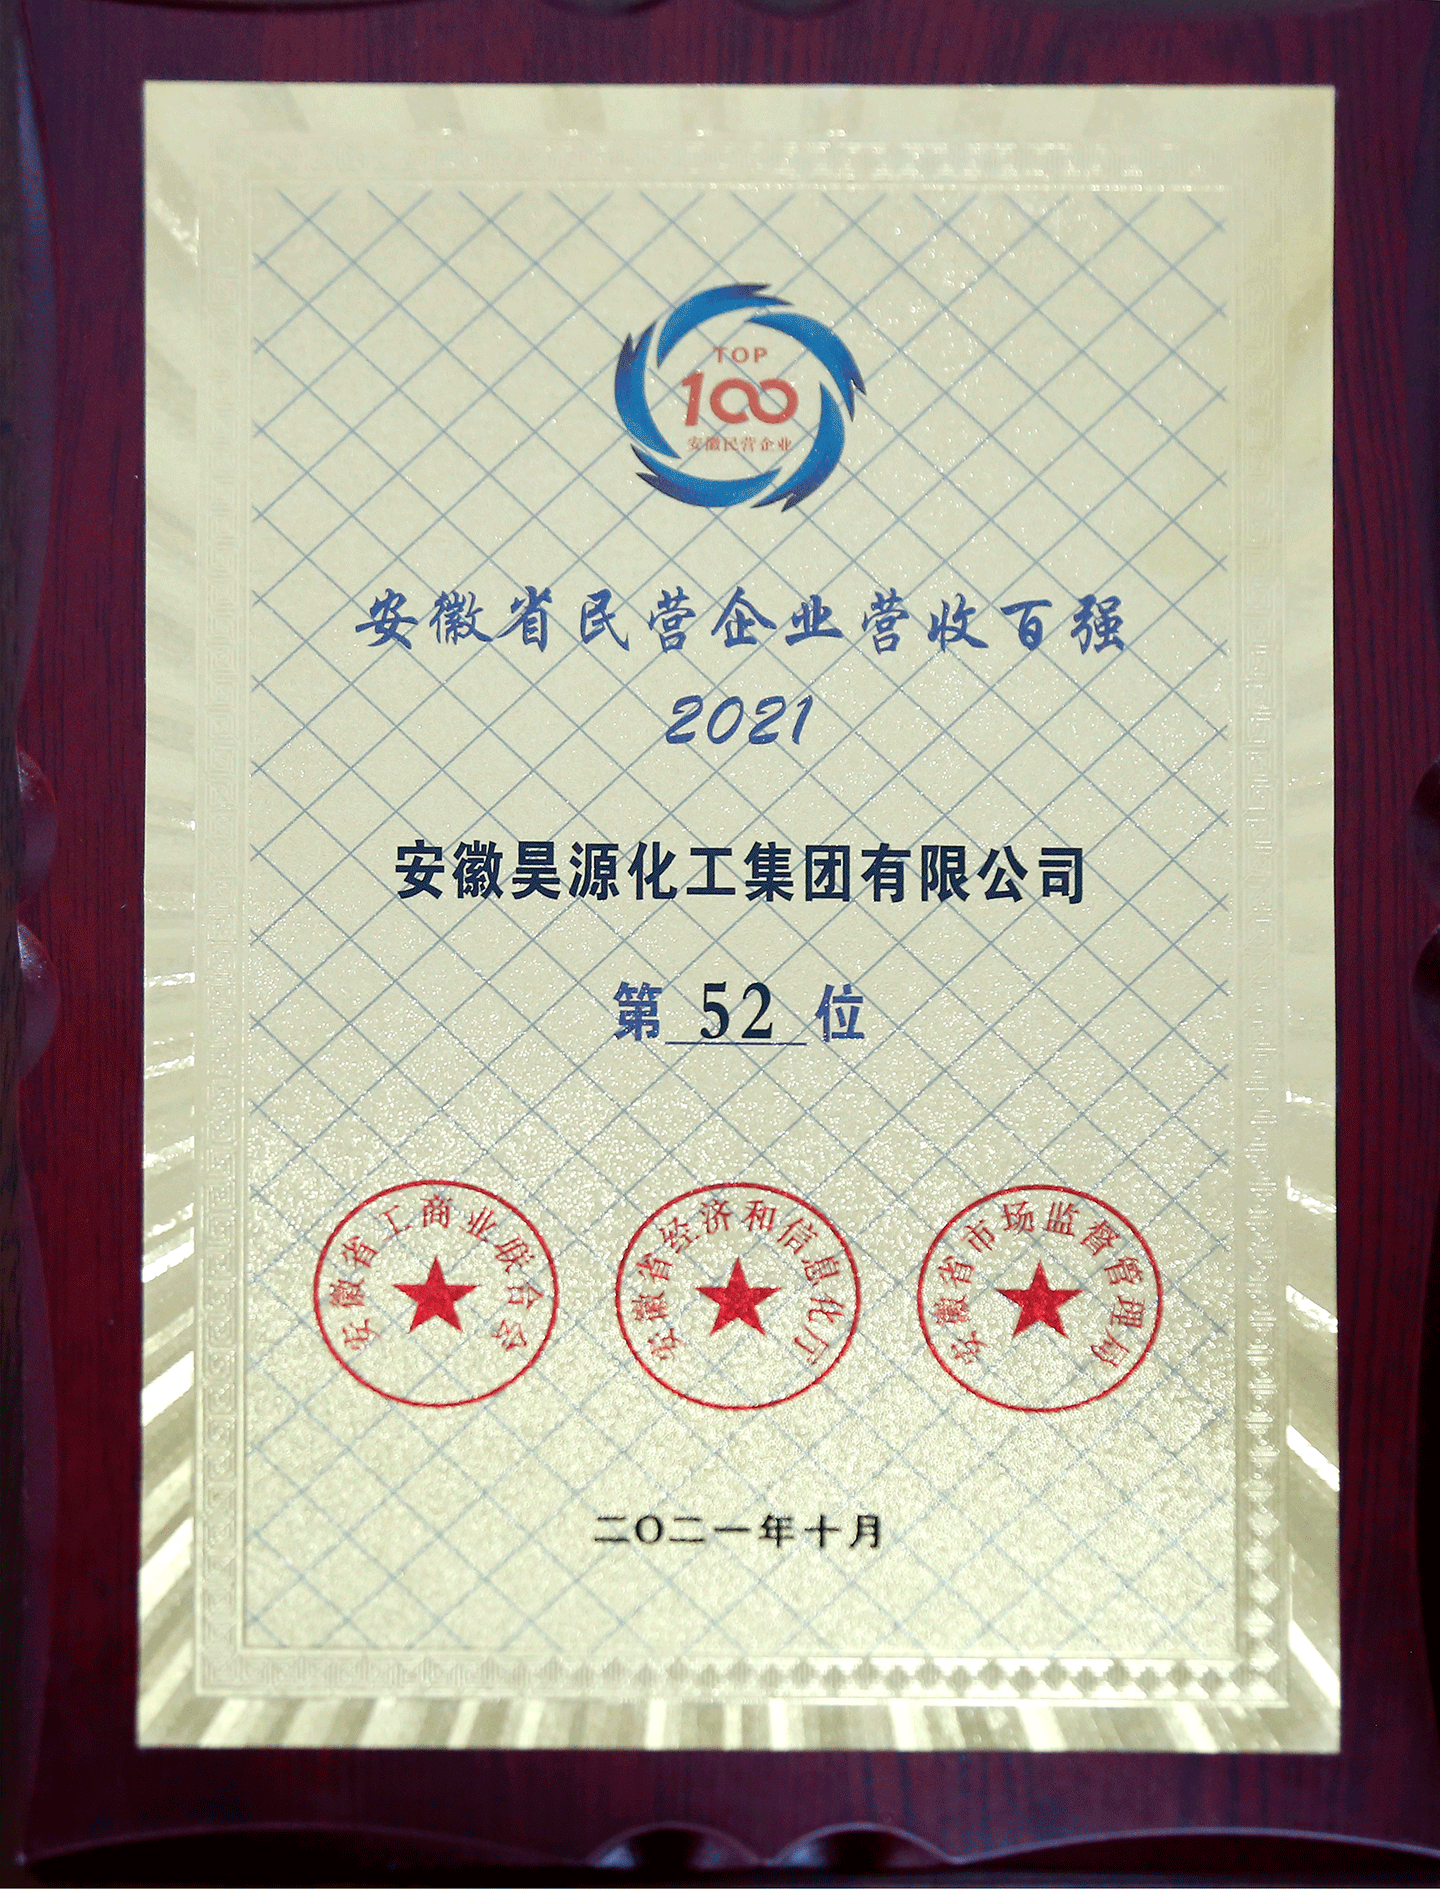 TOP
100
安徽民营企业
安徽省民营企业营收百强
2021
安徽昊源化工集团有限公司
第 52 位
安徽省工商业联合会
安徽省经济和信息化厅
安徽省市场监督管理局
二〇二一年十月